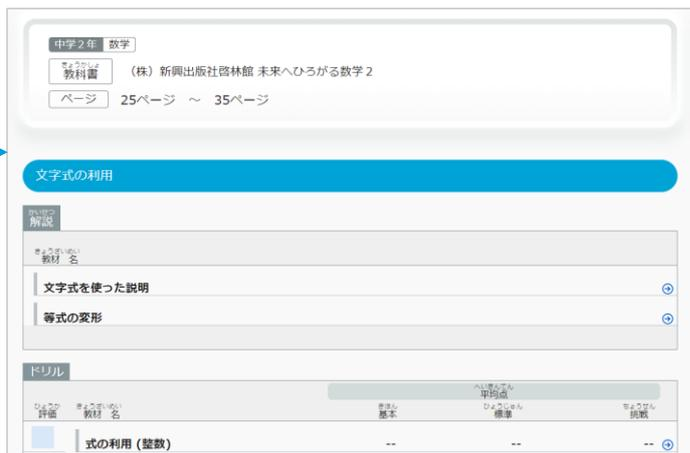 中学2年 数学
きょうかしょ
教科書 (株)新興出版社啓林館 未来へひろがる数学2
ページ 25ページ ～ 35ページ
文字式の利用
かいせつ
解説
きょうざいめい
教材 名
文字式を使った説明
等式の変形
ドリル
へいきんてん
平均点
ひょうか きょうざいめい きほん ひょうじゅん ちょうせん
評価 教材 名 基本 標準 挑戦
式の利用 (整数) -- -- --